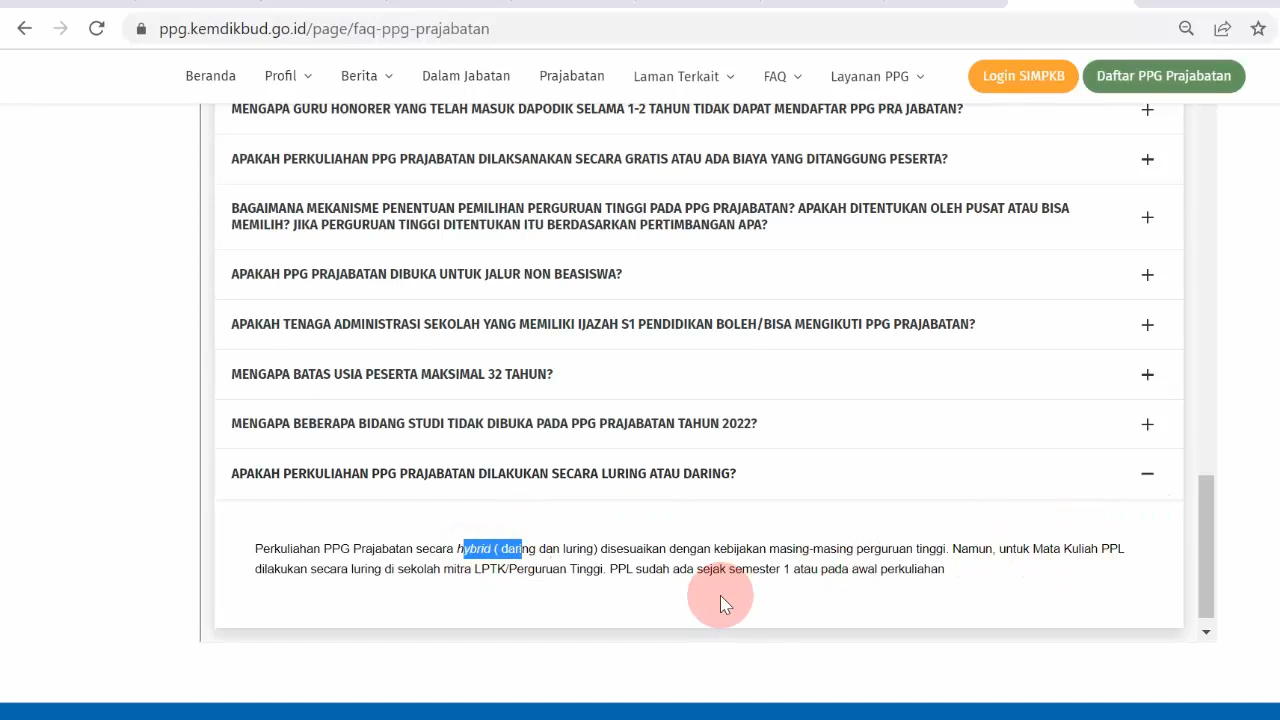 ppg.kemdikbud.go.id/page/faq-ppg-prajabatan
Beranda Profil Berita Dalam Jabatan Prajabatan Laman Terkait FAQ Layanan PPG Login SIMPKB Daftar PPG Prajabatan
MENGAPA GURU HONORER YANG TELAH MASUK DAPODIK SELAMA 1-2 TAHUN TIDAK DAPAT MENDAFTAR PPG PRA JABATAN?
APAKAH PERKULIAHAN PPG PRAJABATAN DILAKSANAKAN SECARA GRATIS ATAU ADA BIAYA YANG DITANGGUNG PESERTA?
BAGAIMANA MEKANISME PENENTUAN PEMILIHAN PERGURUAN TINGGI PADA PPG PRAJABATAN? APAKAH DITENTUKAN OLEH PUSAT ATAU BISA
MEMILIH? JIKA PERGURUAN TINGGI DITENTUKAN ITU BERDASARKAN PERTIMBANGAN APA?
APAKAH PPG PRAJABATAN DIBUKA UNTUK JALUR NON BEASISWA?
APAKAH TENAGA ADMINISTRASI SEKOLAH YANG MEMILIKI IJAZAH S1 PENDIDIKAN BOLEH/BISA MENGIKUTI PPG PRAJABATAN?
MENGAPA BATAS USIA PESERTA MAKSIMAL 32 TAHUN?
MENGAPA BEBERAPA BIDANG STUDI TIDAK DIBUKA PADA PPG PRAJABATAN TAHUN 2022?
APAKAH PERKULIAHAN PPG PRAJABATAN DILAKUKAN SECARA LURING ATAU DARING?
Perkuliahan PPG Prajabatan secara hybrid ( daring dan luring) disesuaikan dengan kebijakan masing-masing perguruan tinggi. Namun, untuk Mata Kuliah PPL
dilakukan secara luring di sekolah mitra LPTK/Perguruan Tinggi. PPL sudah ada sejak semester 1 atau pada awal perkuliahan